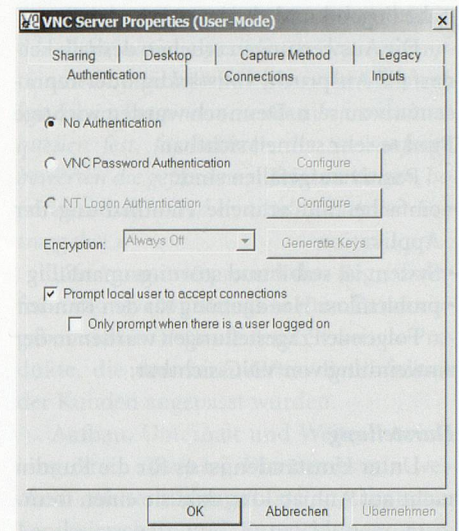 VNC Server Properties (User-Mode)
Sharing Desktop Capture Method Legacy
Authentication Connections Inputs
No Authentication
VNC Password Authentication Configure
NT Logon Authentication Configure
Encryption: Always Off Generate Keys
Prompt local user to accept connections
Only prompt when there is a user logged on
OK Abbrechen Übernehmen